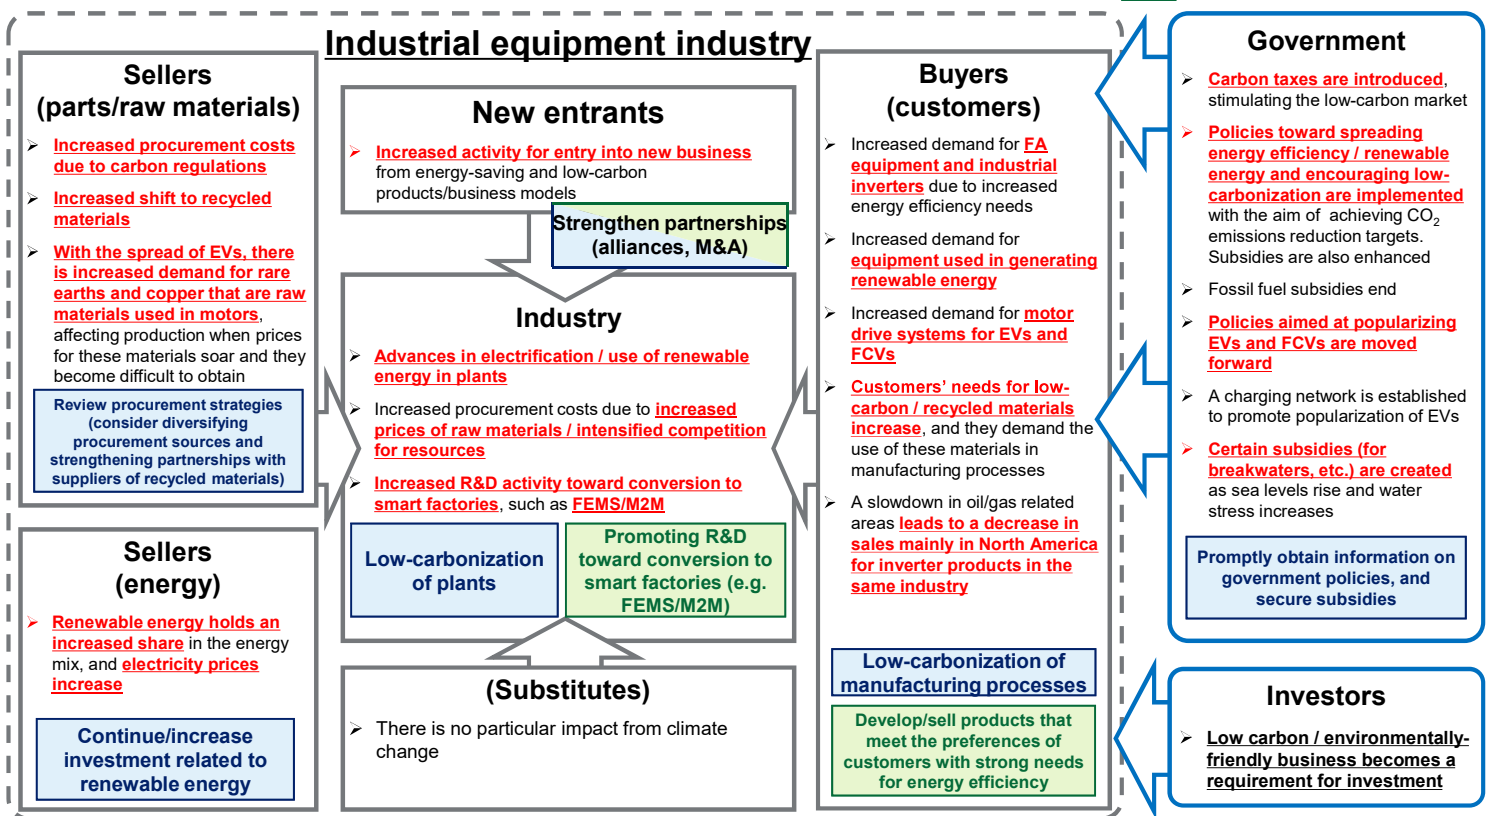 Industrial equipment industry
Sellers
(parts/raw materials)
➢ Increased procurement costs
due to carbon regulations
➢ Increased shift to recycled
materials
➢ With the spread of EVs, there
is increased demand for rare
earths and copper that are raw
materials used in motors,
affecting production when prices
for these materials soar and they
become difficult to obtain
Review procurement strategies
(consider diversifying
procurement sources and
strengthening partnerships with
suppliers of recycled materials)
Sellers
(energy)
➢ Renewable energy holds an
increased share in the energy
mix, and electricity prices
increase
Continue/increase
investment related to
renewable energy
New entrants
➢ Increased activity for entry into new business
from energy-saving and low-carbon
products/business models
Strengthen partnerships
(alliances, M&A)
Industry
➢ Advances in electrification / use of renewable
energy in plants
➢ Increased procurement costs due to increased
prices of raw materials / intensified competition
for resources
➢ Increased R&D activity toward conversion to
smart factories, such as FEMS/M2M
Low-carbonization
of plants
Promoting R&D
toward conversion to
smart factories (e.g.
FEMS/M2M)
(Substitutes)
➢ There is no particular impact from climate
change
Buyers
(customers)
➢ Increased demand for FA
equipment and industrial
inverters due to increased
energy efficiency needs
➢ Increased demand for
equipment used in generating
renewable energy
➢ Increased demand for motor
drive systems for EVs and
FCVs
➢ Customers' needs for low-
carbon / recycled materials
increase, and they demand the
use of these materials in
manufacturing processes
➢ A slowdown in oil/gas related
areas leads to a decrease in
sales mainly in North America
for inverter products in the
same industry
Low-carbonization of
manufacturing processes
Develop/sell products that
meet the preferences of
customers with strong needs
for energy efficiency
Government
➢ Carbon taxes are introduced,
stimulating the low-carbon market
➢ Policies toward spreading
energy efficiency / renewable
energy and encouraging low-
carbonization are implemented
with the aim of achieving CO2
emissions reduction targets.
Subsidies are also enhanced
➢ Fossil fuel subsidies end
➢ Policies aimed at popularizing
EVs and FCVs are moved
forward
➢ A charging network is established
to promote popularization of EVs
➢ Certain subsidies (for
breakwaters, etc.) are created
as sea levels rise and water
stress increases
Promptly obtain information on
government policies, and
secure subsidies
Investors
➢ Low carbon / environmentally-
friendly business becomes a
requirement for investment